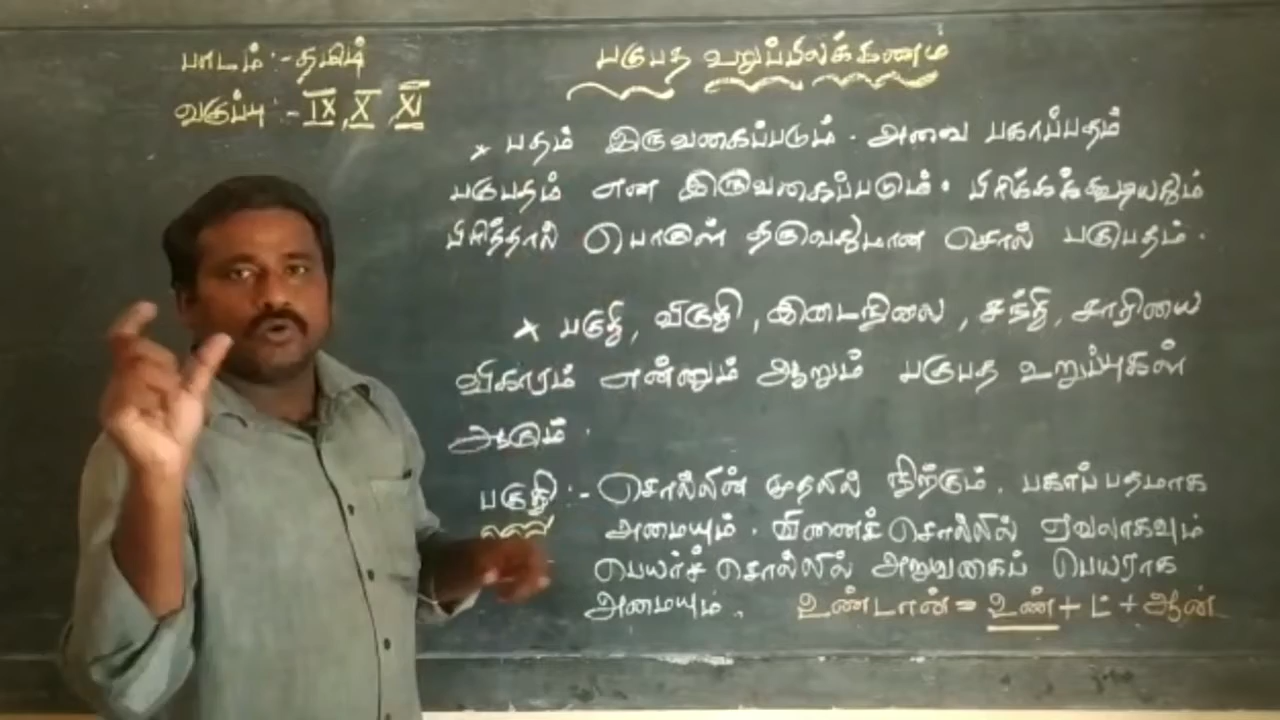 பாடம் :- தமிழ்
வகுப்பு :- IX, X, XI
பகுபத உறுப்பிலக்கணம்
x பதம் இருவகைப்படும். அவை பகாப்பதம்
பகுபதம் என இருவகைப்படும். பிரிக்கக்கூடியதும்
பிரித்தால் பொருள் தருவதுமான சொல் பகுபதம்.
x பகுதி, விகுதி, இடைநிலை, சந்தி, சாரியை
விகாரம் என்னும் ஆறும் பகுபத உறுப்புகள்
ஆகும்.
பகுதி :- சொல்லின் முதலில் நிற்கும். பகாப்பதமாக
அமையும். வினைச் சொல்லில் ஏவலாகவும்
பெயர்ச் சொல்லில் அறுவகைப் பெயராக
அமையும். உண்டான் = உண் + ட் + ஆன்